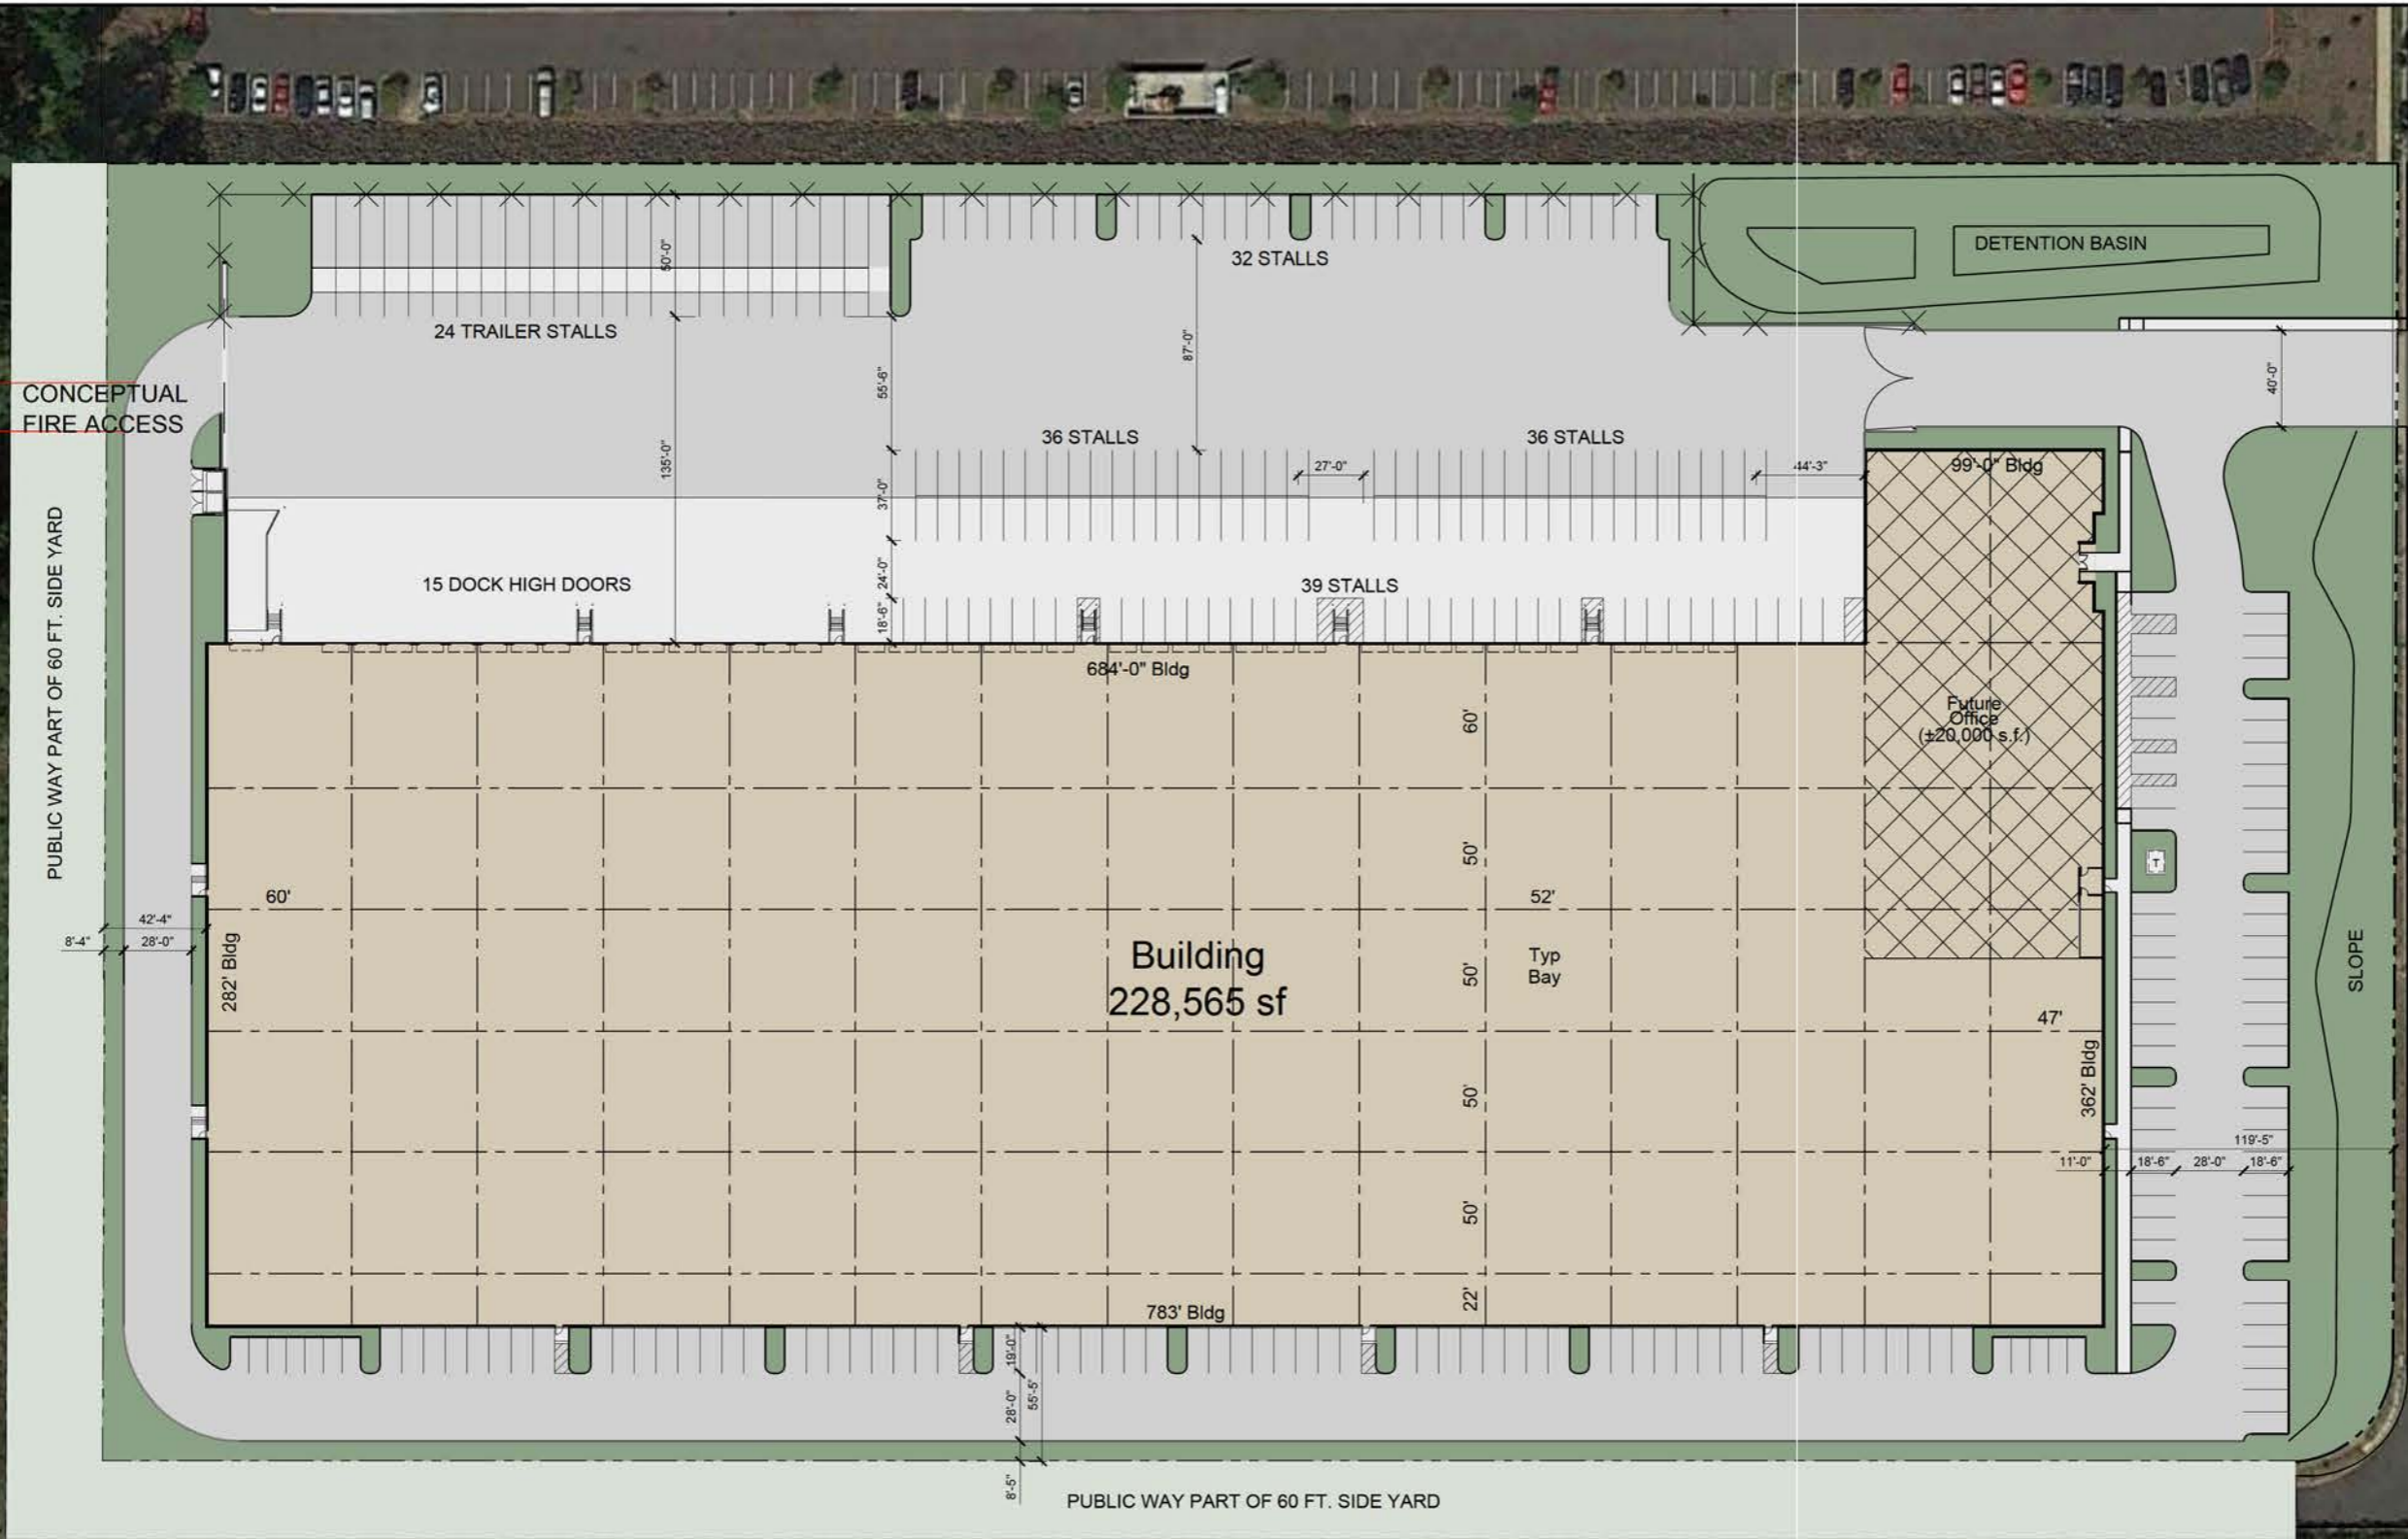 DETENTION BASIN
32 STALLS
50'-0"
24 TRAILER STALLS
87'-0"
40'-0"
55'-6"
CONCEPTUAL
FIRE ACCESS
36 STALLS
36 STALLS
135'-0"
27'-0"
44'-3"
99'-0" Bldg
37'-0"
PUBLIC WAY PART OF 60 FT. SIDE YARD
15 DOCK HIGH DOORS
24'-0"
39 STALLS
18'-6"
684'-0" Bldg
60'
Future
Office
(±20,000 s.f.)
50'
T
60'
52'
42'-4"
8'-4"
28'-0"
282' Bldg
Building
228,565 sf
50'
Typ
Bay
SLOPE
47'
50'
362' Bldg
119'-5"
11'-0"
18'-6"
28'-0"
18'-6"
50'
22'
783' Bldg
19'-0"
28'-0"
55'-5"
8'-5"
PUBLIC WAY PART OF 60 FT. SIDE YARD